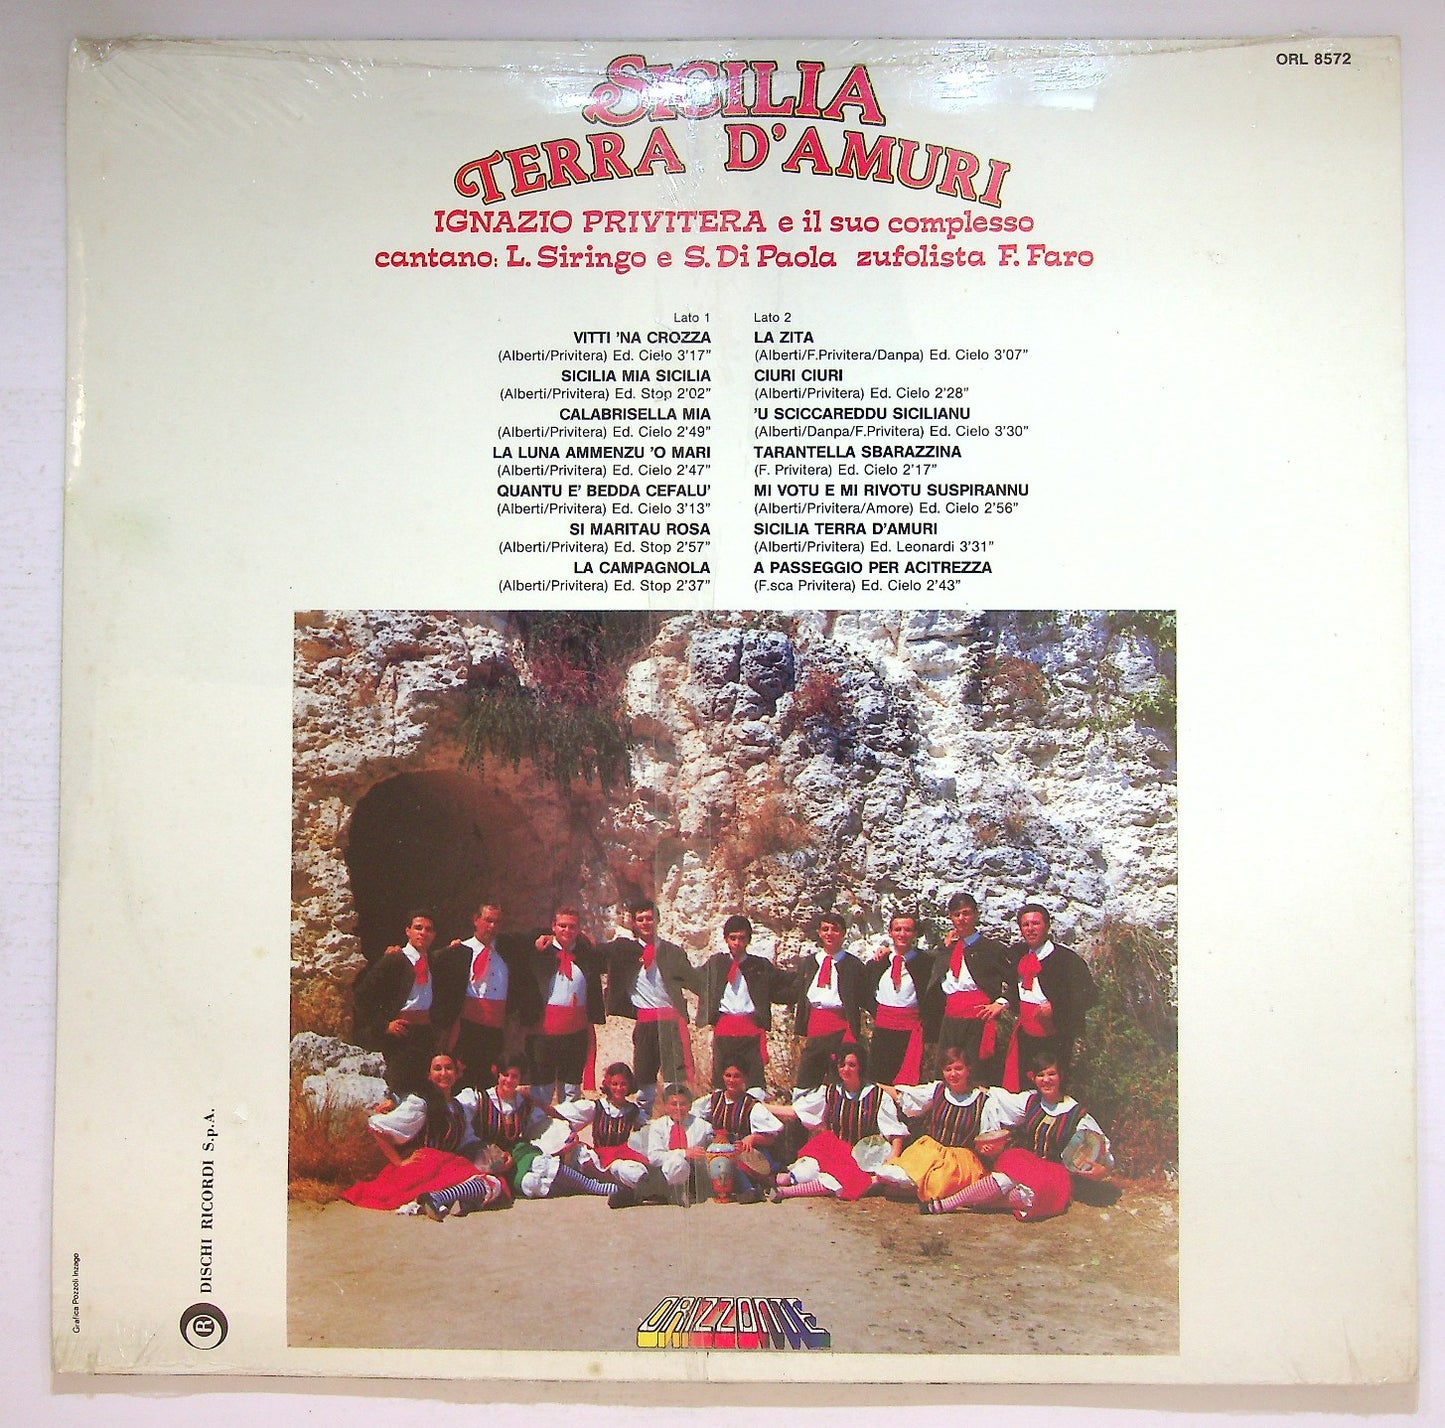 ORL 8572
SICILIA
TERRA D'AMURI
IGNAZIO PRIVITERA e il suo complesso
cantano: L. Siringo e S. Di Paola zufolista F. Faro
Lato 1
VITTI 'NA CROZZA
(Alberti/Privitera) Ed. Cielo 3'17"
SICILIA MIA SICILIA
(Alberti/Privitera) Ed. Stop 2'02"
CALABRISELLA MIA
(Alberti/Privitera) Ed. Cielo 2'49"
LA LUNA AMMENZU 'O MARI
(Alberti/Privitera) Ed. Cielo 2'47"
QUANTU E' BEDDA CEFALU'
(Alberti/Privitera) Ed. Cielo 3'13"
SI MARITAU ROSA
(Alberti/Privitera) Ed. Stop 2'57"
LA CAMPAGNOLA
(Alberti/Privitera) Ed. Stop 2'37"
Lato 2
LA ZITA
(Alberti/F.Privitera/Danpa) Ed. Cielo 3'07"
CIURI CIURI
(Alberti/Privitera) Ed. Cielo 2'28"
'U SCICCAREDDU SICILIANU
(Alberti/Danpa/F.Privitera) Ed. Cielo 3'30"
TARANTELLA SBARAZZINA
(F. Privitera) Ed. Cielo 2'17"
MI VOTU E MI RIVOTU SUSPIRANNU
(Alberti/Privitera/Amore) Ed. Cielo 2'56"
SICILIA TERRA D'AMURI
(Alberti/Privitera) Ed. Leonardi 3'31"
A PASSEGGIO PER ACITREZZA
(F.sca Privitera) Ed. Cielo 2'43"
Grafica Pozzoli Inzago
R DISCHI RICORDI S.p.A.
ORIZZONTE